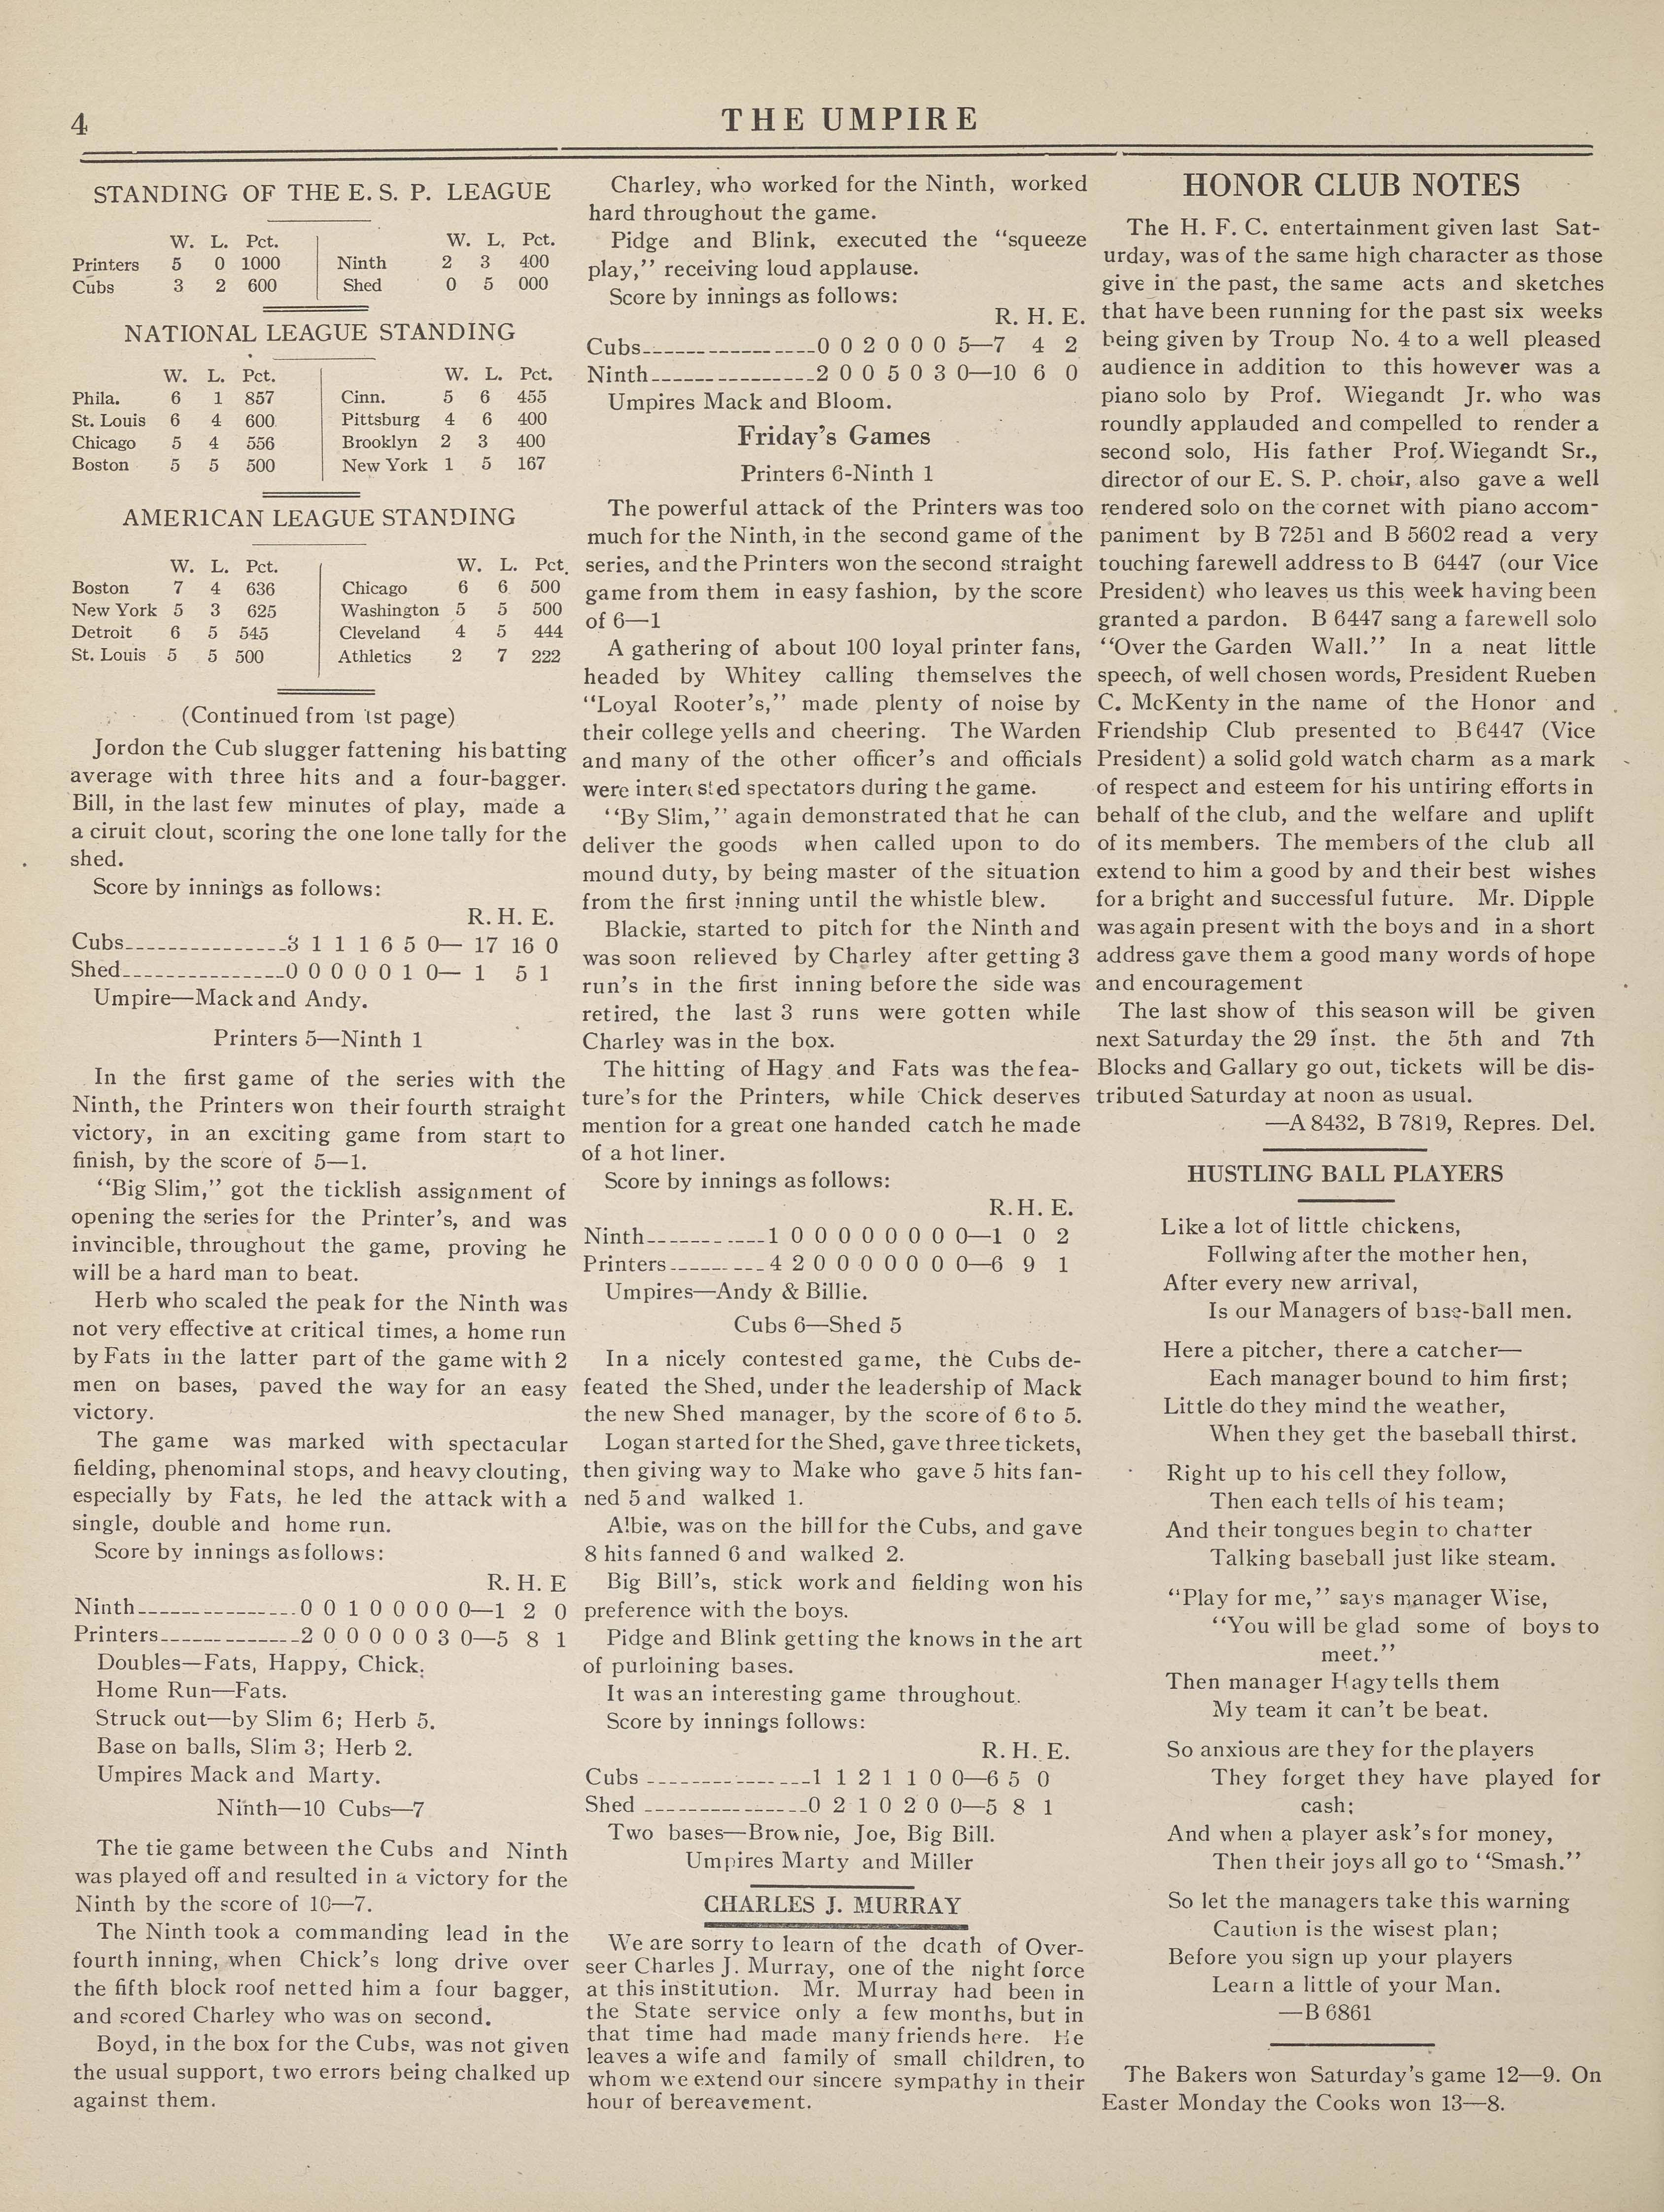 4
THE UMPIRE
STANDING OF THE E. S. P. LEAGUE
W. L. Pct. W. L. Pct.
Printers 5 0 1000 Ninth 2 3 400
Cubs 3 2 600 Shed 0 5 000
NATIONAL LEAGUE STANDING
W. L. Pct. W. L. Pct.
Phila. 6 1 857 Cinn. 5 6 455
St. Louis 6 4 600 Pittsburg 4 6 400
Chicago 5 4 556 Brooklyn 2 3 400
Boston 5 5 500 New York 1 5 167
AMERICAN LEAGUE STANDING
W. L. Pct. W. L. Pct.
Boston 7 4 636 Chicago 6 6 500
New York 5 3 625 Washington 5 5 500
Detroit 6 5 545 Cleveland 4 5 444
St. Louis 5 5 500 Athletics 2 7 222
(Continued from 1st page)
Jordon the Cub slugger fattening his batting
average with three hits and a four-bagger.
Bill, in the last few minutes of play, made a
a ciruit clout, scoring the one lone tally for the
shed.
Score by innings as follows:
R. H. E.
Cubs---------------3 1 1 1 6 5 0— 17 16 0
Shed---------------0 0 0 0 0 1 0— 1 5 1
Umpire—Mack and Andy.
Printers 5—Ninth 1
In the first game of the series with the
Ninth, the Printers won their fourth straight
victory, in an exciting game from start to
finish, by the score of 5—1.
"Big Slim," got the ticklish assignment of
opening the series for the Printer's, and was
invincible, throughout the game, proving he
will be a hard man to beat.
Herb who scaled the peak for the Ninth was
not very effective at critical times, a home run
by Fats in the latter part of the game with 2
men on bases, paved the way for an easy
victory.
The game was marked with spectacular
fielding, phenominal stops, and heavy clouting,
especially by Fats, he led the attack with a
single, double and home run.
Score by innings as follows:
R. H. E
Ninth---------------0 0 1 0 0 0 0 0—1 2 0
Printers-------------2 0 0 0 0 0 3 0—5 8 1
Doubles—Fats, Happy, Chick.
Home Run—Fats.
Struck out—by Slim 6; Herb 5.
Base on balls, Slim 3; Herb 2.
Umpires Mack and Marty.
Ninth—10 Cubs—7
The tie game between the Cubs and Ninth
was played off and resulted in a victory for the
Ninth by the score of 10—7.
The Ninth took a commanding lead in the
fourth inning, when Chick's long drive over
the fifth block roof netted him a four bagger,
and scored Charley who was on second.
Boyd, in the box for the Cubs, was not given
the usual support, two errors being chalked up
against them.
Charley, who worked for the Ninth, worked
hard throughout the game.
Pidge and Blink, executed the "squeeze
play," receiving loud applause.
Score by innings as follows:
R. H. E.
Cubs----------------0 0 2 0 0 0 5—7 4 2
Ninth---------------2 0 0 5 0 3 0—10 6 0
Umpires Mack and Bloom.
Friday's Games
Printers 6-Ninth 1
The powerful attack of the Printers was too
much for the Ninth, in the second game of the
series, and the Printers won the second straight
game from them in easy fashion, by the score
of 6—1
A gathering of about 100 loyal printer fans,
headed by Whitey calling themselves the
"Loyal Rooter's," made plenty of noise by
their college yells and cheering. The Warden
and many of the other officer's and officials
were interested spectators during the game.
"By Slim," again demonstrated that he can
deliver the goods when called upon to do
mound duty, by being master of the situation
from the first inning until the whistle blew.
Blackie, started to pitch for the Ninth and
was soon relieved by Charley after getting 3
run's in the first inning before the side was
retired, the last 3 runs were gotten while
Charley was in the box.
The hitting of Hagy and Fats was the fea-
ture's for the Printers, while Chick deserves
mention for a great one handed catch he made
of a hot liner.
Score by innings as follows:
R. H. E.
Ninth-----------1 0 0 0 0 0 0 0 0—1 0 2
Printers---------4 2 0 0 0 0 0 0 0—6 9 1
Umpires—Andy & Billie.
Cubs 6—Shed 5
In a nicely contested game, the Cubs de-
feated the Shed, under the leadership of Mack
the new Shed manager, by the score of 6 to 5.
Logan started for the Shed, gave three tickets,
then giving way to Make who gave 5 hits fan-
ned 5 and walked 1.
Albie, was on the hill for the Cubs, and gave
8 hits fanned 6 and walked 2.
Big Bill's, stick work and fielding won his
preference with the boys.
Pidge and Blink getting the knows in the art
of purloining bases.
It was an interesting game throughout.
Score by innings follows:
R. H. E.
Cubs ---------------1 1 2 1 1 0 0—6 5 0
Shed ---------------0 2 1 0 2 0 0—5 8 1
Two bases—Brownie, Joe, Big Bill.
Umpires Marty and Miller
CHARLES J. MURRAY
We are sorry to learn of the death of Over-
seer Charles J. Murray, one of the night force
at this institution. Mr. Murray had been in
the State service only a few months, but in
that time had made many friends here. He
leaves a wife and family of small children, to
whom we extend our sincere sympathy in their
hour of bereavement.
HONOR CLUB NOTES
The H. F. C. entertainment given last Sat-
urday, was of the same high character as those
give in the past, the same acts and sketches
that have been running for the past six weeks
being given by Troup No. 4 to a well pleased
audience in addition to this however was a
piano solo by Prof. Wiegandt Jr. who was
roundly applauded and compelled to render a
second solo, His father Prof. Wiegandt Sr.,
director of our E. S. P. choir, also gave a well
rendered solo on the cornet with piano accom-
paniment by B 7251 and B 5602 read a very
touching farewell address to B 6447 (our Vice
President) who leaves us this week having been
granted a pardon. B 6447 sang a farewell solo
"Over the Garden Wall." In a neat little
speech, of well chosen words, President Rueben
C. McKenty in the name of the Honor and
Friendship Club presented to B 6447 (Vice
President) a solid gold watch charm as a mark
of respect and esteem for his untiring efforts in
behalf of the club, and the welfare and uplift
of its members. The members of the club all
extend to him a good by and their best wishes
for a bright and successful future. Mr. Dipple
was again present with the boys and in a short
address gave them a good many words of hope
and encouragement
The last show of this season will be given
next Saturday the 29 inst. the 5th and 7th
Blocks and Gallary go out, tickets will be dis-
tributed Saturday at noon as usual.
—A 8432, B 7819, Repres. Del.
HUSTLING BALL PLAYERS
Like a lot of little chickens,
Follwing after the mother hen,
After every new arrival,
Is our Managers of base-ball men.
Here a pitcher, there a catcher—
Each manager bound to him first;
Little do they mind the weather,
When they get the baseball thirst.
Right up to his cell they follow,
Then each tells of his team;
And their tongues begin to chatter
Talking baseball just like steam.
"Play for me," says manager Wise,
"You will be glad some of boys to
meet."
Then manager Hagy tells them
My team it can't be beat.
So anxious are they for the players
They forget they have played for
cash;
And when a player ask's for money,
Then their joys all go to "Smash."
So let the managers take this warning
Caution is the wisest plan;
Before you sign up your players
Learn a little of your Man.
—B 6861
The Bakers won Saturday's game 12—9. On
Easter Monday the Cooks won 13—8.